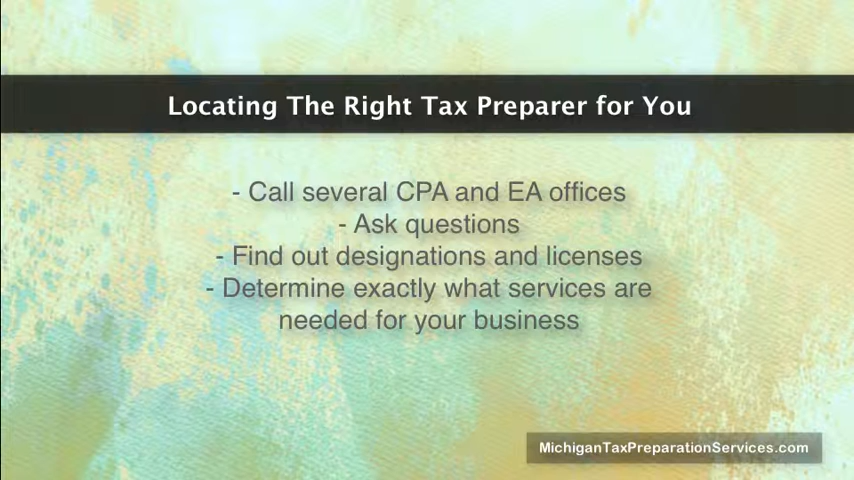 Locating The Right Tax Preparer for You
- Call several CPA and EA offices
- Ask questions
- Find out designations and licenses
- Determine exactly what services are
needed for your business
MichiganTaxPreparationServices.com